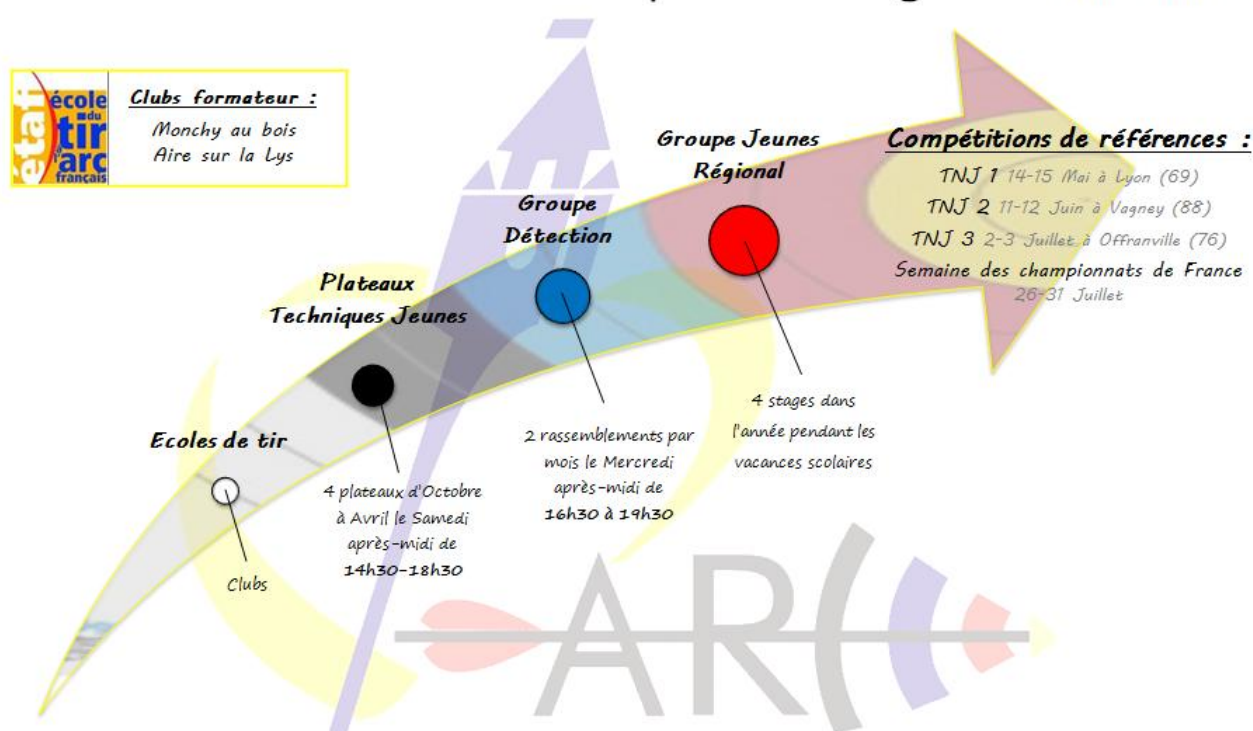 étaf
école
du
tir
à l'arc
français
Clubs formateur :
Monchy au bois
Aire sur la Lys
Groupe Jeunes
Régional
Compétitions de références :
TNJ 1 14-15 Mai à Lyon (69)
TNJ 2 11-12 Juin à Vagney (88)
TNJ 3 2-3 Juillet à Offranville (76)
Semaine des championnats de France
26-31 Juillet
Groupe
Détection
Plateaux
Techniques Jeunes
Ecoles de tir
4 stages dans
l'année pendant les
vacances scolaires
2 rassemblements par
mois le Mercredi
après-midi de
16h30 à 19h30
4 plateaux d'Octobre
à Avril le Samedi
après-midi de
14h30-18h30
Clubs
ARC